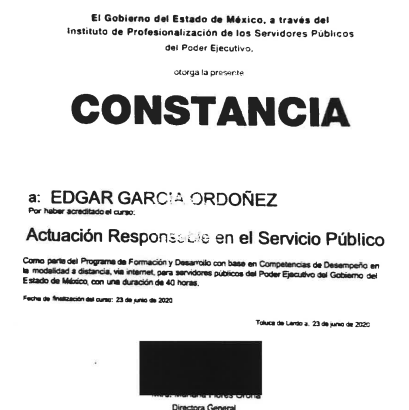 El Gobierno del Estado de México, a través del
Instituto de Profesionalización de los Servidores Públicos
del Poder Ejecutivo,
otorga la presente
CONSTANCIA
a: EDGAR GARCIA ORDOÑEZ
Por haber acreditado el curso:
Actuación Responsable en el Servicio Público
Como parte del Programa de Formación y Desarrollo con base en Competencias de Desempeño en
la modalidad a distancia, vía internet, para servidores públicos del Poder Ejecutivo del Gobierno del
Estado de México, con una duración de 40 horas.
Fecha de finalización del curso: 23 de junio de 2020
Toluca de Lerdo a, 23 de junio de 2020
Mtra. Mariana Flores
Directora General